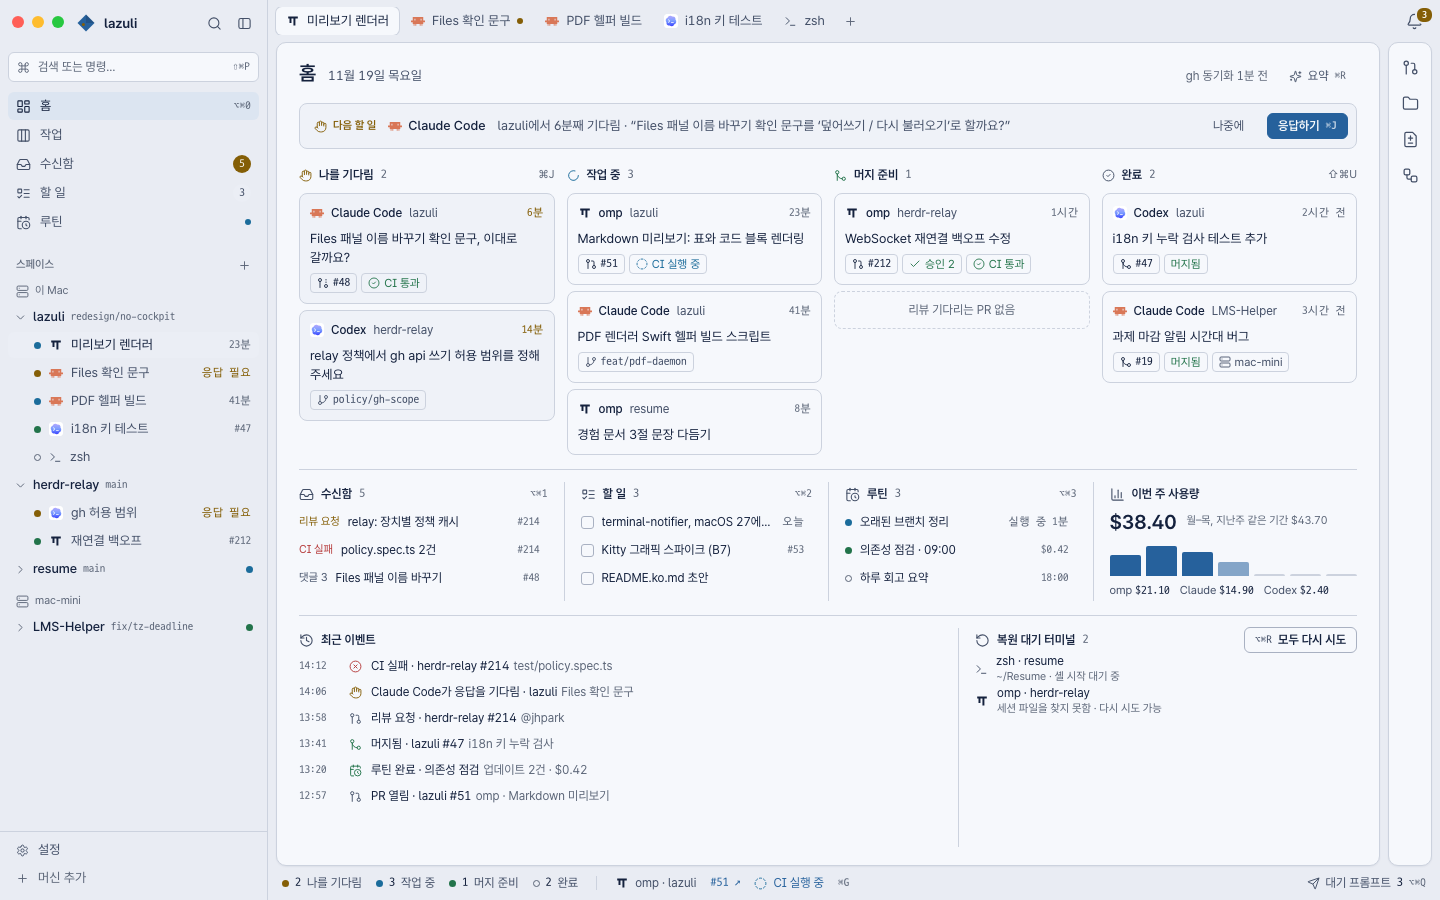 lazuli
검색 또는 명령... ⇧⌘P
홈 ⌥⌘0
작업
수신함 5
할 일 3
루틴
스페이스
이 Mac
lazuli redesign/no-cockpit
미리보기 렌더러 23분
Files 확인 문구 응답 필요
PDF 헬퍼 빌드 41분
i18n 키 테스트 #47
zsh
herdr-relay main
gh 허용 범위 응답 필요
재연결 백오프 #212
resume main
mac-mini
LMS-Helper fix/tz-deadline
설정
머신 추가
미리보기 렌더러
Files 확인 문구
PDF 헬퍼 빌드
i18n 키 테스트
zsh
3
홈 11월 19일 목요일
gh 동기화 1분 전
요약 ⌘R
다음 할 일 Claude Code lazuli에서 6분째 기다림 · “Files 패널 이름 바꾸기 확인 문구를 ‘덮어쓰기 / 다시 불러오기’로 할까요?”
나중에
응답하기 ⌘J
나를 기다림 2 ⌘J
Claude Code lazuli 6분
Files 패널 이름 바꾸기 확인 문구, 이대로
갈까요?
#48 CI 통과
Codex herdr-relay 14분
relay 정책에서 gh api 쓰기 허용 범위를 정해
주세요
policy/gh-scope
작업 중 3
omp lazuli 23분
Markdown 미리보기: 표와 코드 블록 렌더링
#51 CI 실행 중
Claude Code lazuli 41분
PDF 렌더러 Swift 헬퍼 빌드 스크립트
feat/pdf-daemon
omp resume 8분
경험 문서 3절 문장 다듬기
머지 준비 1
omp herdr-relay 1시간
WebSocket 재연결 백오프 수정
#212 승인 2 CI 통과
리뷰 기다리는 PR 없음
완료 2 ⇧⌘U
Codex lazuli 2시간 전
i18n 키 누락 검사 테스트 추가
#47 머지됨
Claude Code LMS-Helper 3시간 전
과제 마감 알림 시간대 버그
#19 머지됨 mac-mini
수신함 5 ⌥⌘1
리뷰 요청 relay: 장치별 정책 캐시 #214
CI 실패 policy.spec.ts 2건 #214
댓글 3 Files 패널 이름 바꾸기 #48
할 일 3 ⌥⌘2
terminal-notifier, macOS 27에... 오늘
Kitty 그래픽 스파이크 (B7) #53
README.ko.md 초안
루틴 3 ⌥⌘3
오래된 브랜치 정리 실행 중 1분
의존성 점검 · 09:00 $0.42
하루 회고 요약 18:00
이번 주 사용량
$38.40 월–목, 지난주 같은 기간 $43.70
omp $21.10 Claude $14.90 Codex $2.40
최근 이벤트
14:12 CI 실패 · herdr-relay #214 test/policy.spec.ts
14:06 Claude Code가 응답을 기다림 · lazuli Files 확인 문구
13:58 리뷰 요청 · herdr-relay #214 @jhpark
13:41 머지됨 · lazuli #47 i18n 키 누락 검사
13:20 루틴 완료 · 의존성 점검 업데이트 2건 · $0.42
12:57 PR 열림 · lazuli #51 omp · Markdown 미리보기
복원 대기 터미널 2
⌥⌘R 모두 다시 시도
zsh · resume
~/Resume · 셸 시작 대기 중
omp · herdr-relay
세션 파일을 찾지 못함 · 다시 시도 가능
2 나를 기다림 3 작업 중 1 머지 준비 2 완료
omp · lazuli #51 ↗ CI 실행 중 ⌘G
대기 프롬프트 3 ⌥⌘Q